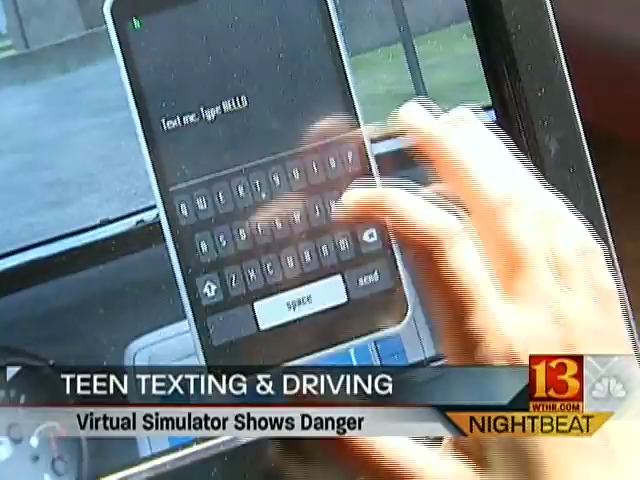 h
Text me. Type HELLO
space
send
TEEN TEXTING & DRIVING
Virtual Simulator Shows Danger
13
WTHR.COM
NIGHTBEAT